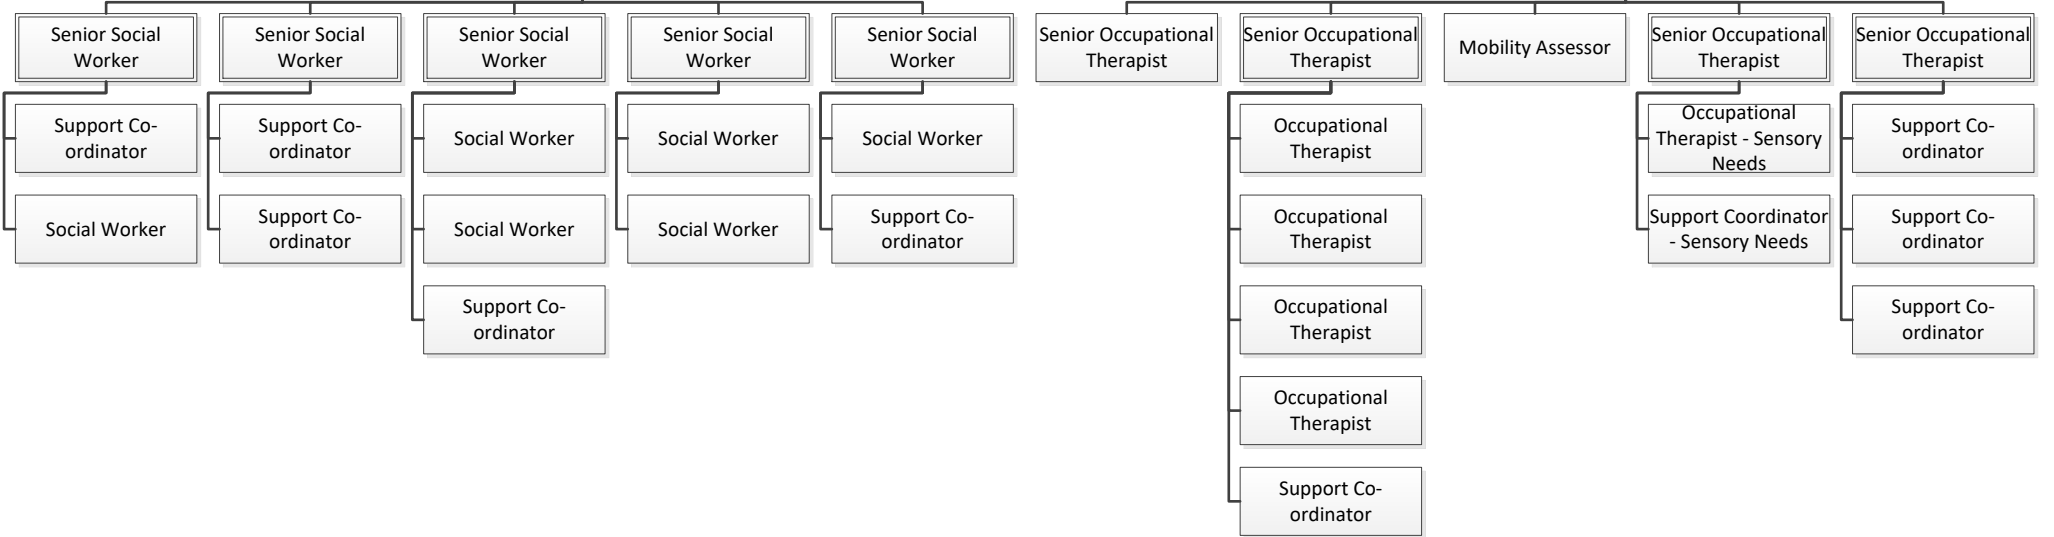 Senior Social
Worker
Senior Social
Worker
Senior Social
Worker
Senior Social
Worker
Senior Social
Worker
Senior Occupational
Therapist
Senior Occupational
Therapist
Mobility Assessor
Senior Occupational
Therapist
Senior Occupational
Therapist
Support Co-
ordinator
Support Co-
ordinator
Social Worker
Social Worker
Social Worker
Occupational
Therapist
Occupational
Therapist - Sensory
Needs
Support Co-
ordinator
Social Worker
Support Co-
ordinator
Social Worker
Social Worker
Support Co-
ordinator
Occupational
Therapist
Support Coordinator
- Sensory Needs
Support Co-
ordinator
Support Co-
ordinator
Occupational
Therapist
Support Co-
ordinator
Occupational
Therapist
Support Co-
ordinator